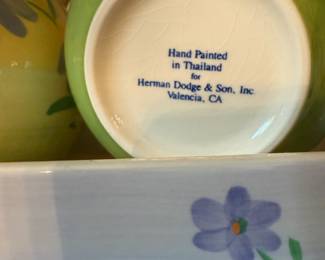 Hand Painted
in Thailand
for
Herman Dodge & Son, Inc.
Valencia, CA